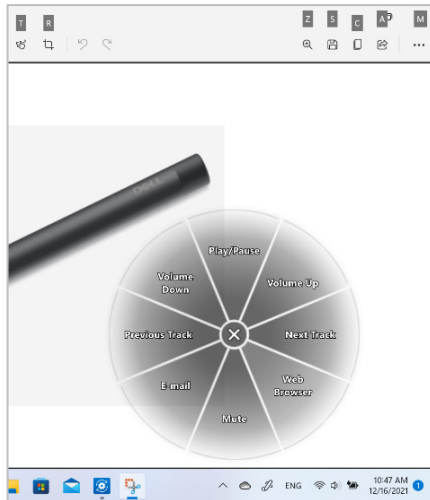 T R Z S C A M
DELL
Play/Pause
Volume Down
Volume Up
Previous Track
Next Track
E-mail
Web Browser
Mute
ENG
10:47 AM
12/16/2021
1